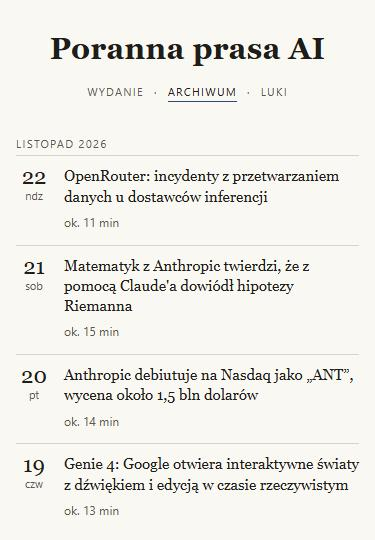 Poranna prasa AI
WYDANIE · ARCHIWUM · LUKI
LISTOPAD 2026
22
ndz
OpenRouter: incydenty z przetwarzaniem
danych u dostawców inferencji
ok. 11 min
21
sob
Matematyk z Anthropic twierdzi, że z
pomocą Claude'a dowiódł hipotezy
Riemanna
ok. 15 min
20
pt
Anthropic debiutuje na Nasdaq jako „ANT”,
wycena około 1,5 bln dolarów
ok. 14 min
19
czw
Genie 4: Google otwiera interaktywne światy
z dźwiękiem i edycją w czasie rzeczywistym
ok. 13 min